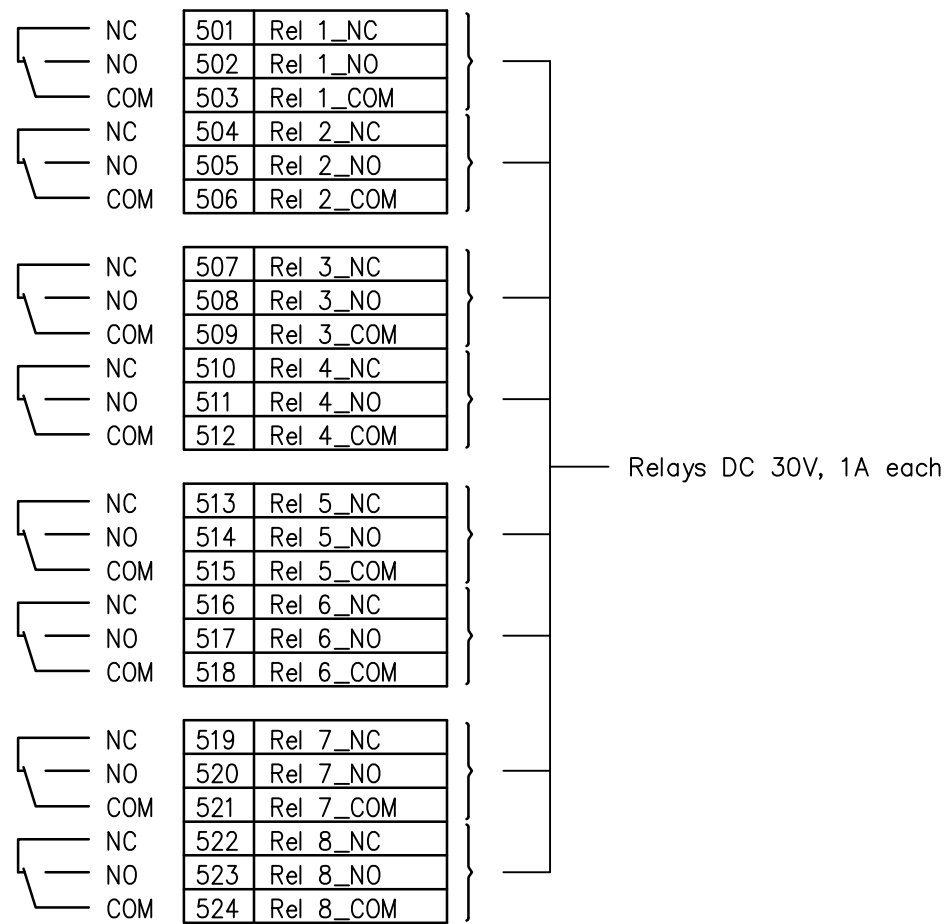 NC 501 Rel 1_NC
NO 502 Rel 1_NO
COM 503 Rel 1_COM
NC 504 Rel 2_NC
NO 505 Rel 2_NO
COM 506 Rel 2_COM
NC 507 Rel 3_NC
NO 508 Rel 3_NO
COM 509 Rel 3_COM
NC 510 Rel 4_NC
NO 511 Rel 4_NO
COM 512 Rel 4_COM
Relays DC 30V, 1A each
NC 513 Rel 5_NC
NO 514 Rel 5_NO
COM 515 Rel 5_COM
NC 516 Rel 6_NC
NO 517 Rel 6_NO
COM 518 Rel 6_COM
NC 519 Rel 7_NC
NO 520 Rel 7_NO
COM 521 Rel 7_COM
NC 522 Rel 8_NC
NO 523 Rel 8_NO
COM 524 Rel 8_COM